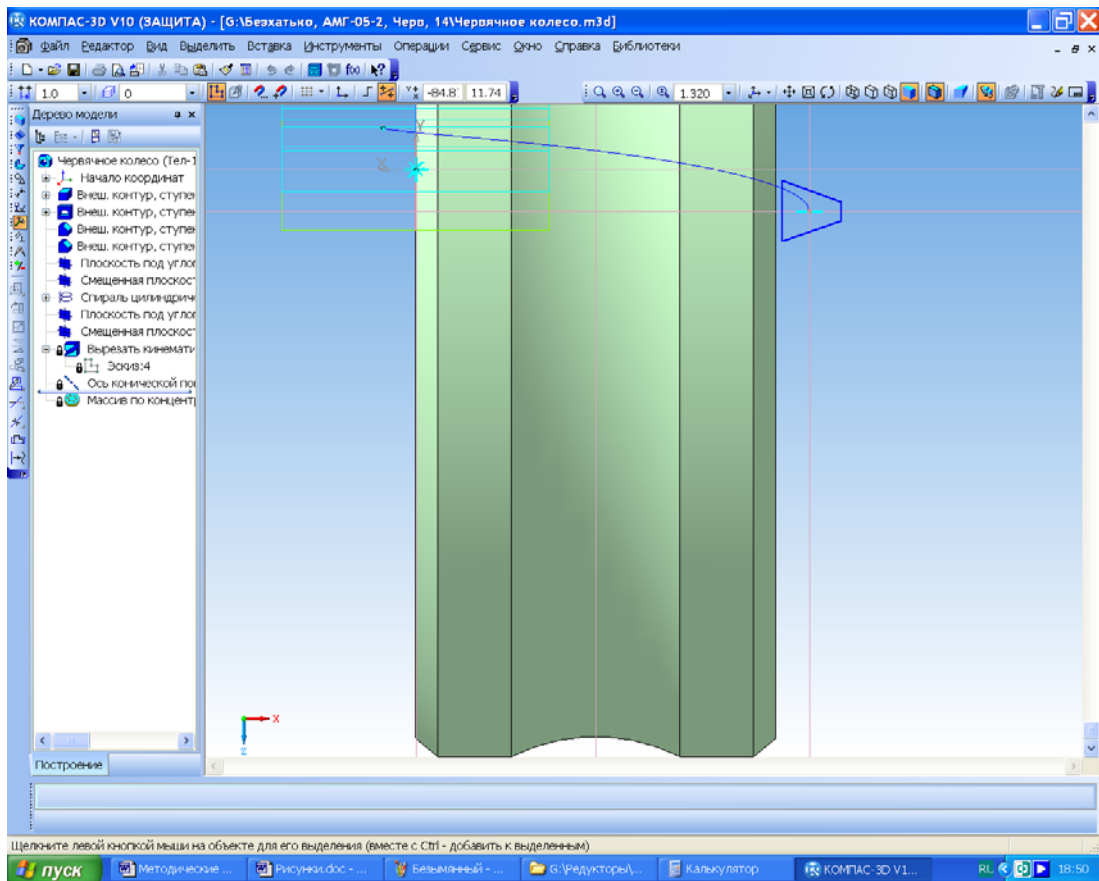 КОМПАС-3D V10 (ЗАЩИТА) - [G:\Безхатько, АМГ-05-2, Черв, 14\Червячное колесо.m3d]
Файл Редактор Вид Выделить Вставка Инструменты Операции Сервис Окно Справка Библиотеки
1.0 0 -84.8 11.74 1.320
Дерево модели
Червячное колесо (Тел-1
Начало координат
Внеш. контур, ступен
Внеш. контур, ступен
Внеш. контур, ступен
Внеш. контур, ступен
Плоскость под углом
Смещенная плоскост
Спираль цилиндриче
Плоскость под углом
Смещенная плоскост
Вырезать кинемати
Эскиз:4
Ось конической пов
Массив по концент
Y
X
X
Z
Построение
Щелкните левой кнопкой мыши на объекте для его выделения (вместе с Ctrl - добавить к выделенным)
пуск Методические ... Рисунки.doc - ... Безымянный - ... G:\Редукторы\... Калькулятор КОМПАС-3D V1... RL 18:50